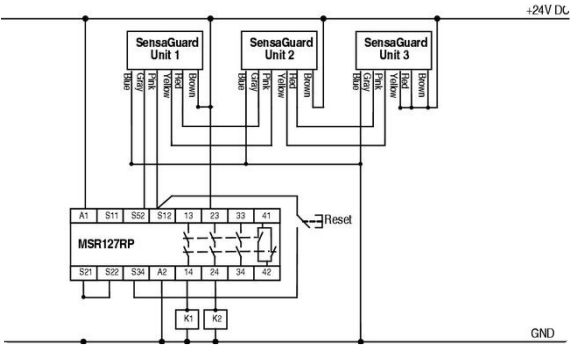 +24V DC
SensaGuard
Unit 1
SensaGuard
Unit 2
SensaGuard
Unit 3
Blue
Gray
Pink
Yellow
Red
Brown
Blue
Gray
Pink
Yellow
Red
Brown
Blue
Gray
Pink
Yellow
Red
Brown
A1 S11 S52 S12 13 23 33 41
Reset
MSR127RP
S21 S22 S34 A2 14 24 34 42
K1 K2
GND